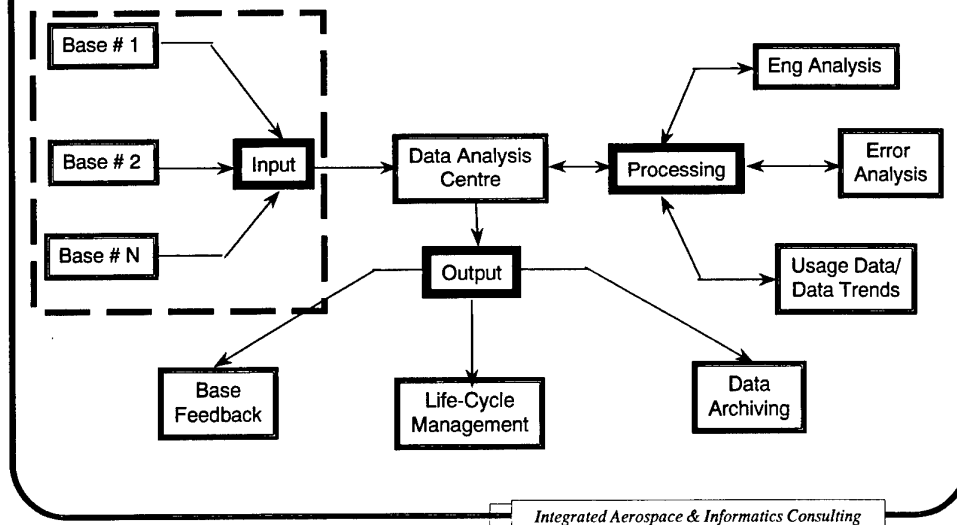 Base # 1
Base # 2
Base # N
Input
Data Analysis
Centre
Processing
Eng Analysis
Error
Analysis
Usage Data/
Data Trends
Output
Base
Feedback
Life-Cycle
Management
Data
Archiving
Integrated Aerospace & Informatics Consulting